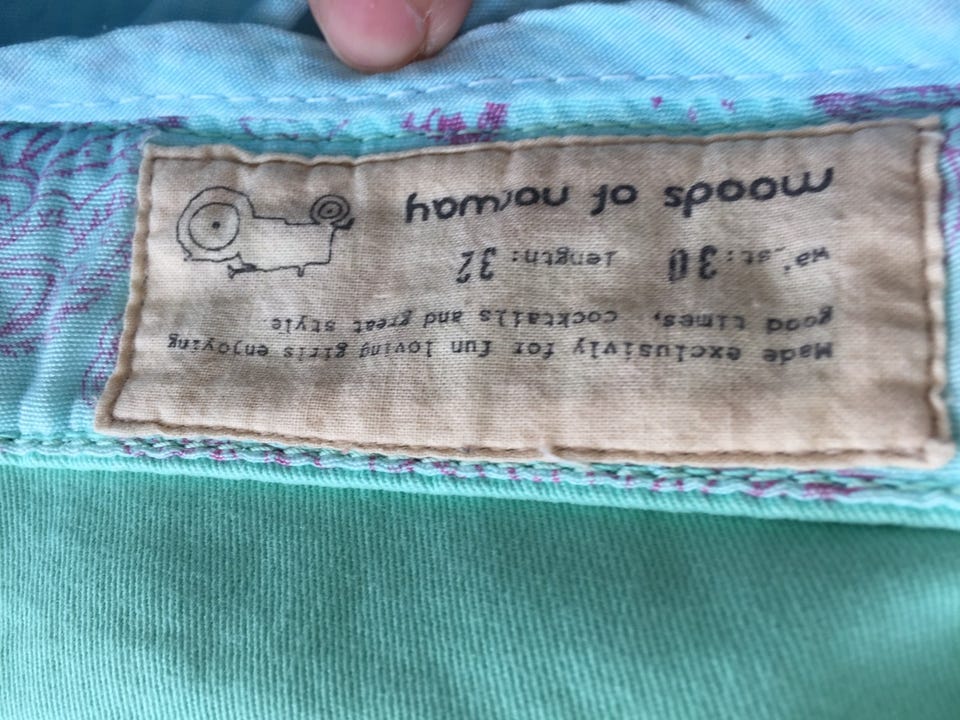 Made exclusively for fun loving girls enjoying
good times, cocktails and great style.
waist:30 length: 32
moods of norway